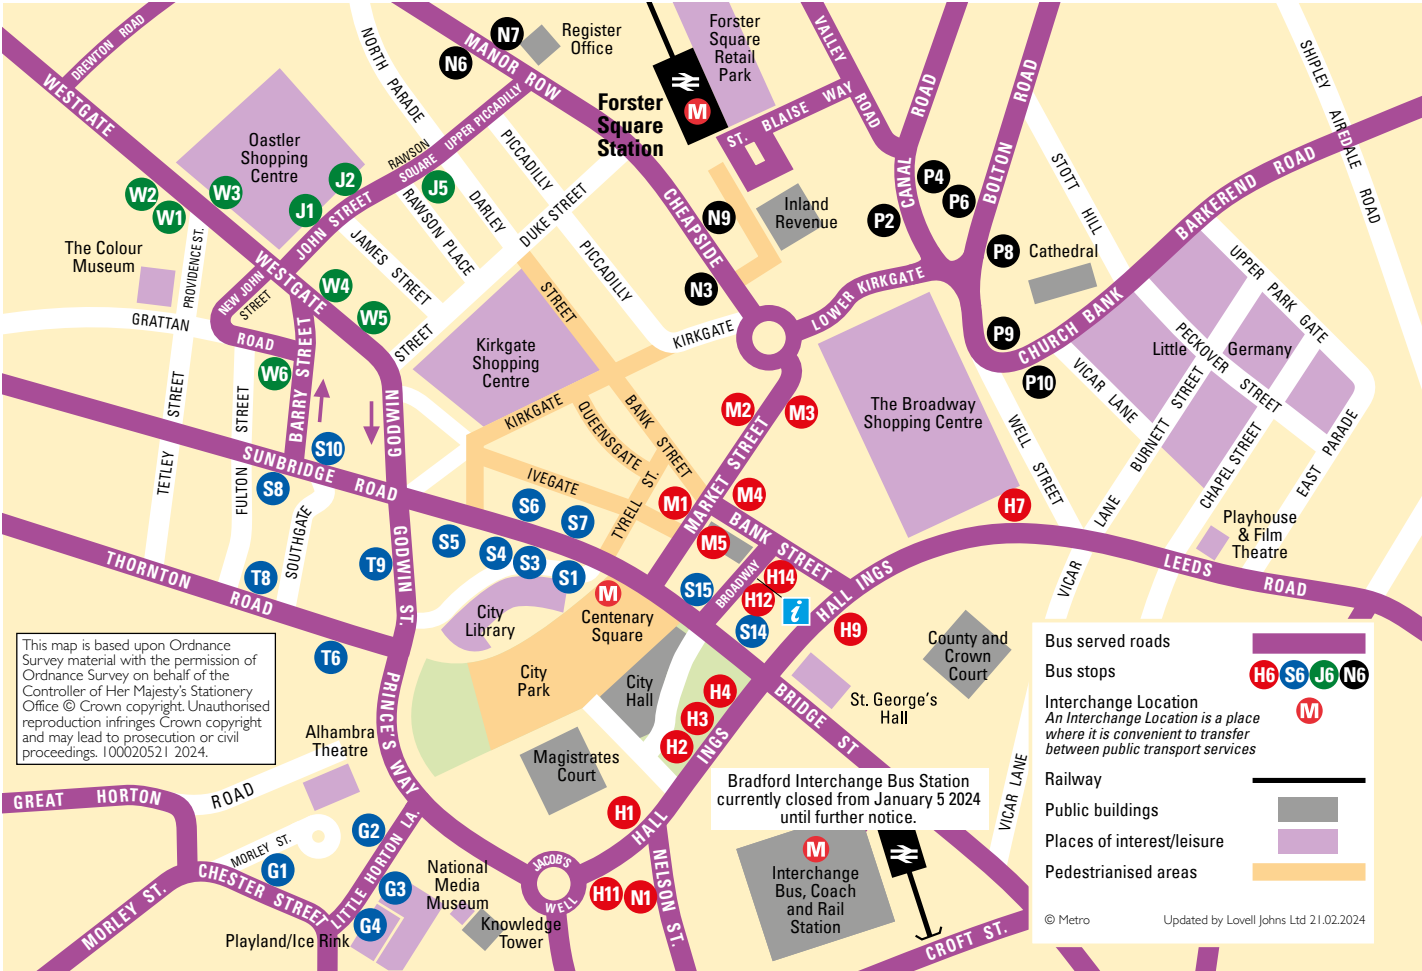 DREWTON ROAD
WESTGATE
NORTH PARADE
N7
N6
MANOR ROW
Register
Office
Forster
Square
Retail
Park
VALLEY
ROAD
CANAL
ROAD
BOLTON
ROAD
SHIPLEY AIREDALE ROAD
Forster
Square
Station
M
ST. BLAISE WAY
Oastler
Shopping
Centre
RAWSON
SQUARE
UPPER PICCADILLY
PICCADILLY
PICCADILLY
STOTT HILL
BARKEREND ROAD
W2
W1
W3
J2
J1
J5
JOHN STREET
RAWSON PLACE
DARLEY
STREET
DUKE STREET
CHEAPSIDE
N9
N3
Inland
Revenue
P4
P6
P2
P8
P9
P10
Cathedral
The Colour
Museum
PROVIDENCE ST.
NEW JOHN
STREET
WESTGATE
JAMES STREET
STREET
W4
W5
W6
GRATTAN
ROAD
BARRY STREET
KIRKGATE
LOWER KIRKGATE
CHURCH BANK
UPPER PARK GATE
PECKOVER STREET
Little
Germany
VICAR LANE
BURNETT STREET
CHAPEL STREET
EAST PARADE
Kirkgate
Shopping
Centre
KIRKGATE
QUEENSGATE
BANK STREET
IVEGATE
TYRELL ST.
M2
M3
M1
M4
M5
MARKET STREET
The Broadway
Shopping Centre
WELL STREET
NIMGOD
TETLEY STREET
FULTON STREET
SUNBRIDGE ROAD
S10
S8
SOUTHGATE
GODWIN ST.
S6
S7
S5
S4
S3
S1
H7
LANE
VICAR
Playhouse
& Film
Theatre
LEEDS ROAD
BANK STREET
BROADWAY
S15
H14
H12
S14
i
HALL INGS
H9
THORNTON
ROAD
T8
T9
T6
City
Library
M
Centenary
Square
City
Park
City
Hall
H4
H3
H2
St. George's
Hall
County and
Crown
Court
BRIDGE ST
This map is based upon Ordnance
Survey material with the permission of
Ordnance Survey on behalf of the
Controller of Her Majesty's Stationery
Office © Crown copyright. Unauthorised
reproduction infringes Crown copyright
and may lead to prosecution or civil
proceedings. 100020521 2024.
Alhambra
Theatre
PRINCE'S WAY
Magistrates
Court
H1
HALL
INGS
Bradford Interchange Bus Station
currently closed from January 5 2024
until further notice.
M
Interchange
Bus, Coach
and Rail
Station
VICAR LANE
GREAT HORTON
ROAD
MORLEY ST.
G2
G1
LITTLE HORTON LA.
CHESTER STREET
MORLEY ST.
G3
G4
National
Media
Museum
Playland/Ice Rink
Knowledge
Tower
JACOB'S
WELL
H11
N1
NELSON ST.
CROFT ST.
Bus served roads
Bus stops
H6
S6
J6
N6
Interchange Location
An Interchange Location is a place
where it is convenient to transfer
between public transport services
M
Railway
Public buildings
Places of interest/leisure
Pedestrianised areas
© Metro
Updated by Lovell Johns Ltd 21.02.2024